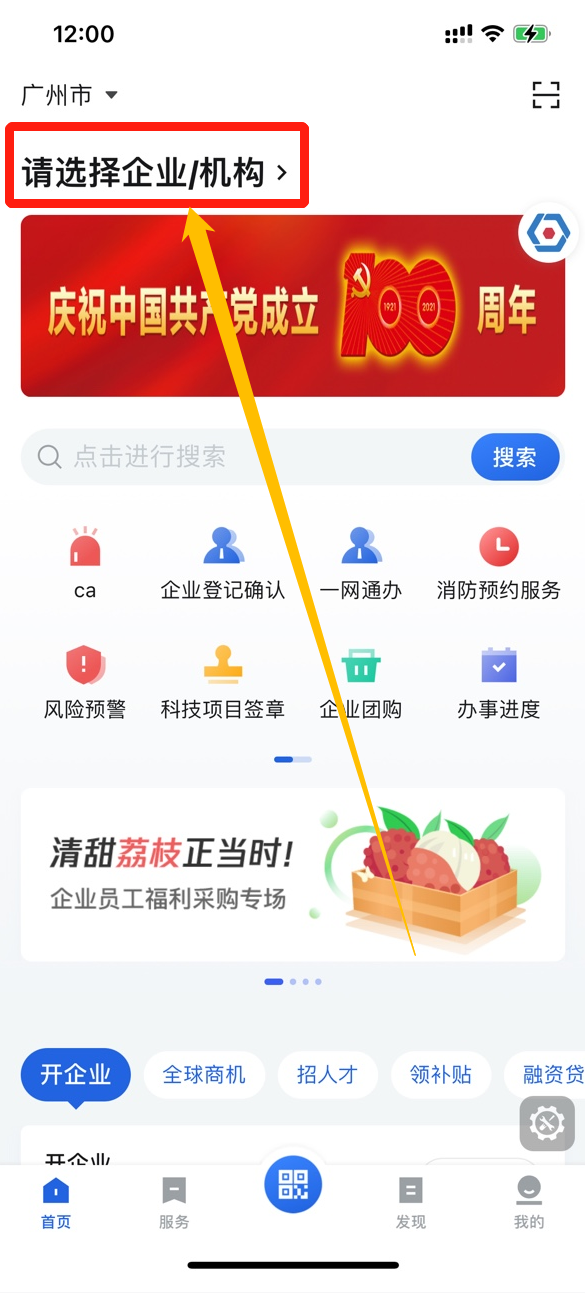 12:00
广州市
请选择企业/机构
庆祝中国共产党成立 100 周年
1921 2021
点击进行搜索 搜索
ca 企业登记确认 一网通办 消防预约服务
风险预警 科技项目签章 企业团购 办事进度
清甜荔枝正当时!
企业员工福利采购专场
开企业 全球商机 招人才 领补贴 融资贷
开企业
首页 服务 发现 我的